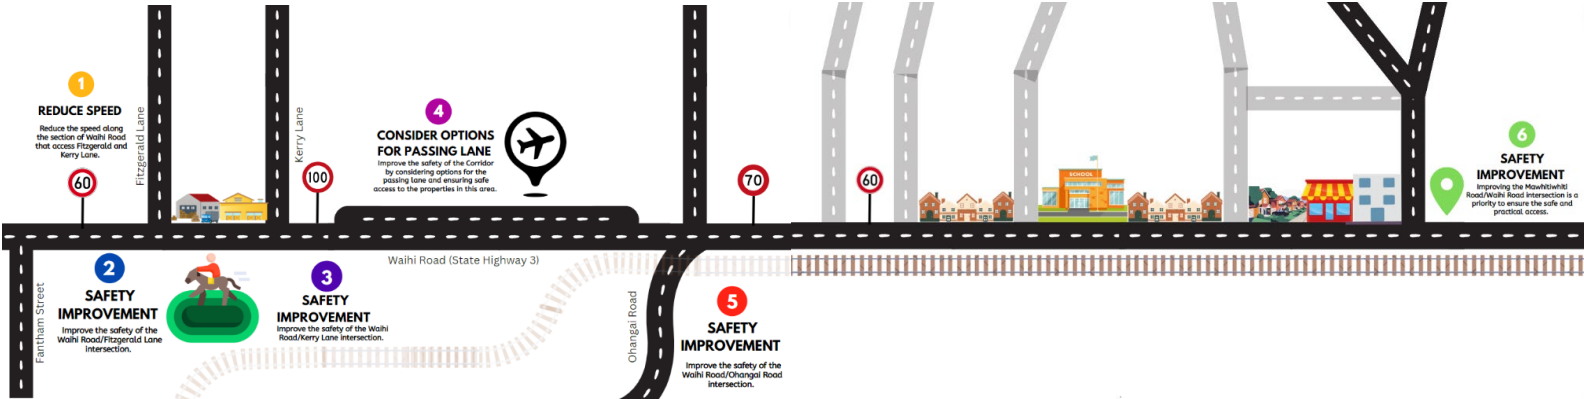 1
REDUCE SPEED
Reduce the speed along
the section of Waihi Road
that access Fitzgerald and
Kerry Lane.
60
Fitzgerald Lane
Kerry Lane
100
4
CONSIDER OPTIONS
FOR PASSING LANE
Improve the safety of the Corridor
by considering options for the
passing lane and ensuring safe
access to the properties in this area.
70
60
SCHOOL
6
SAFETY
IMPROVEMENT
Improving the Mawhitiwhiti
Road/Waihi Road intersection is a
priority to ensure the safe and
practical access.
Waihi Road (State Highway 3)
Fantham Street
2
SAFETY
IMPROVEMENT
Improve the safety of the
Waihi Road/Fitzgerald Lane
intersection.
3
SAFETY
IMPROVEMENT
Improve the safety of the Waihi
Road/Kerry Lane intersection.
Ohangai Road
5
SAFETY
IMPROVEMENT
Improve the safety of the
Waihi Road/Ohangai Road
intersection.